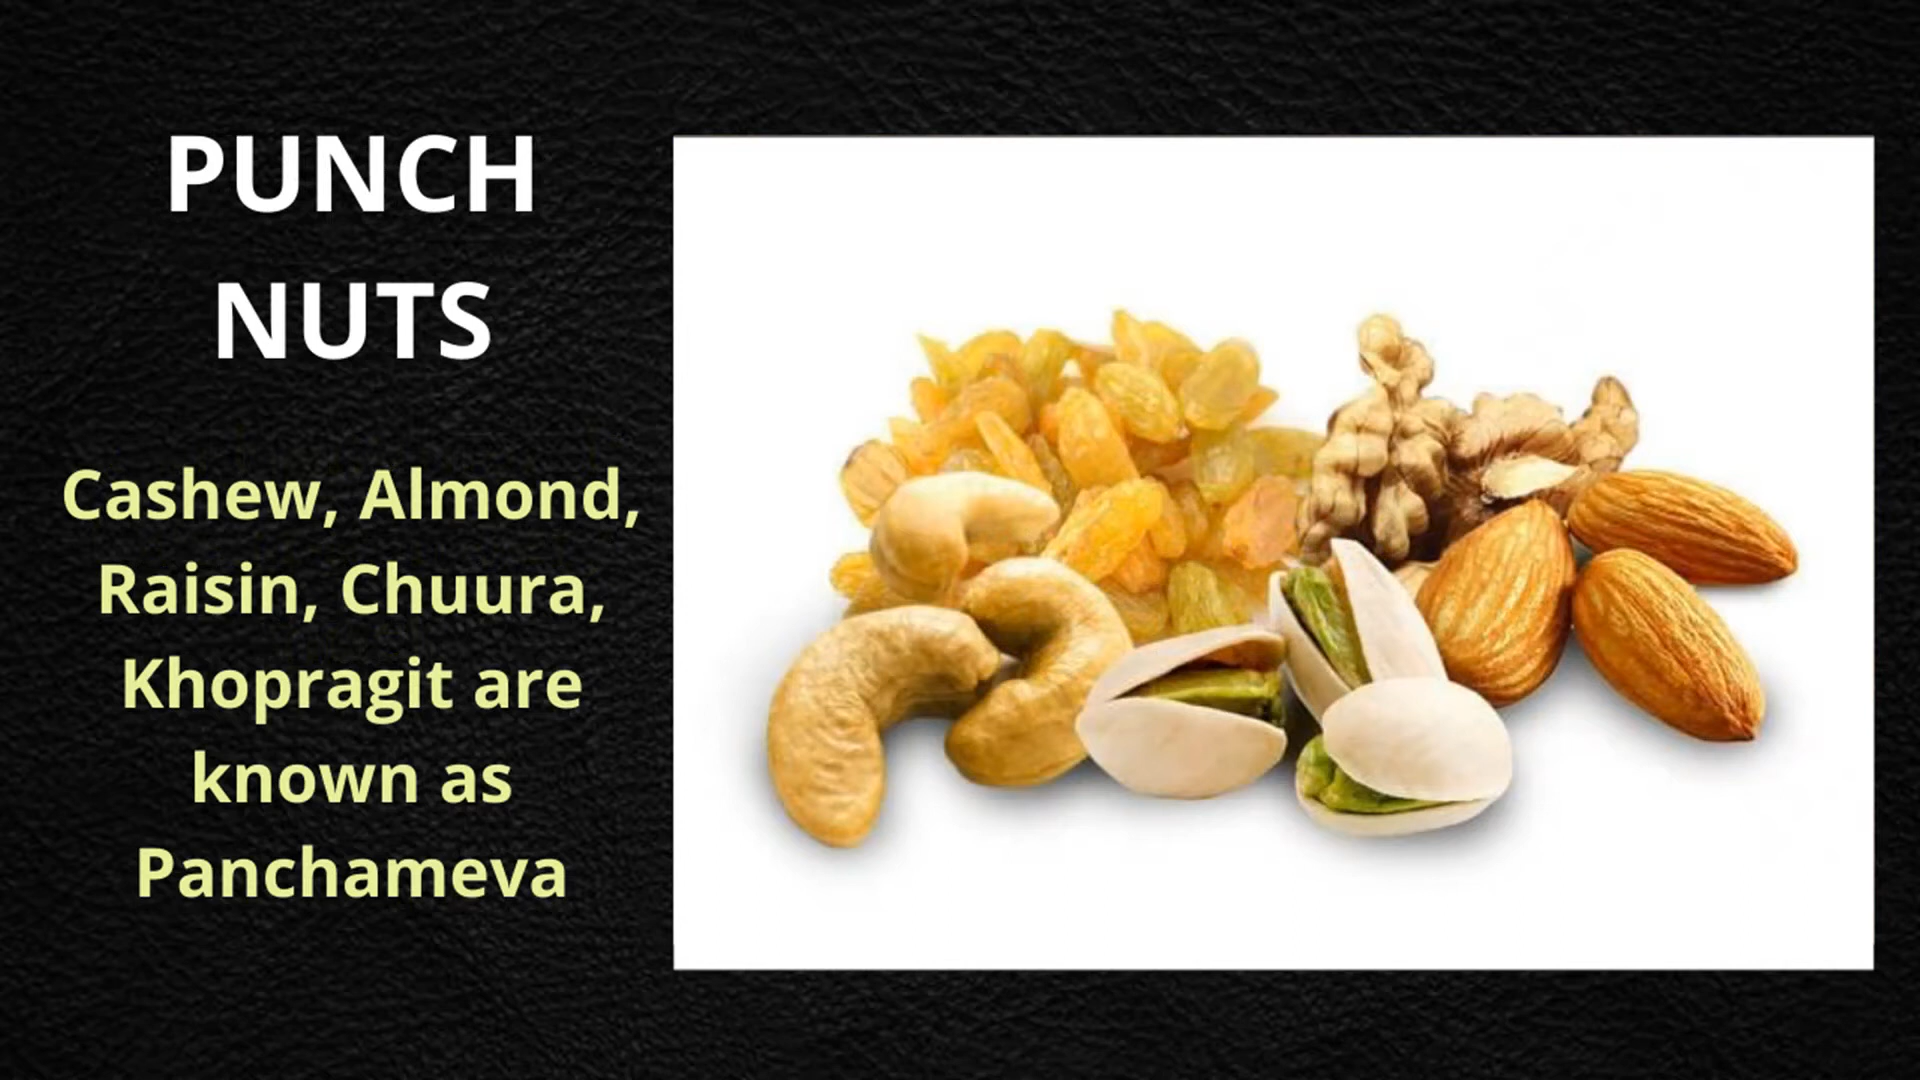 PUNCH
NUTS
Cashew, Almond,
Raisin, Chuura,
Khopragit are
known as
Panchameva